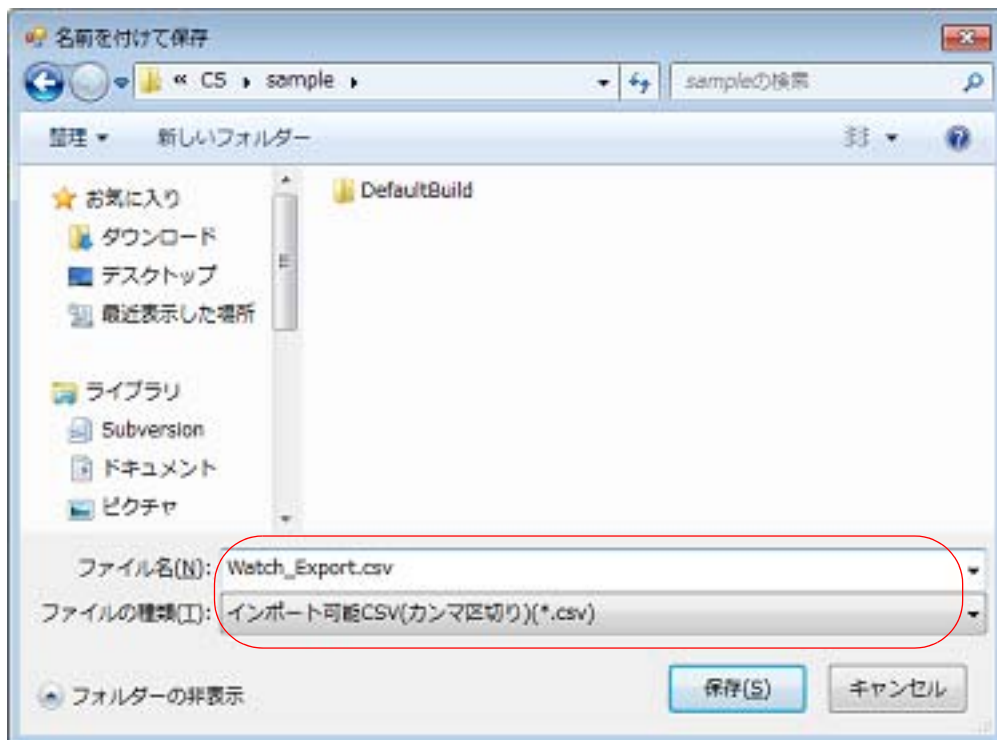 名前を付けて保存
« C5 sample
sampleの検索
整理
新しいフォルダー
お気に入り
DefaultBuild
ダウンロード
デスクトップ
最近表示した場所
ライブラリ
Subversion
ドキュメント
ピクチャ
ファイル名(N): Watch_Export.csv
ファイルの種類(T): インポート可能CSV(カンマ区切り)(*.csv)
フォルダーの非表示
保存(S)
キャンセル